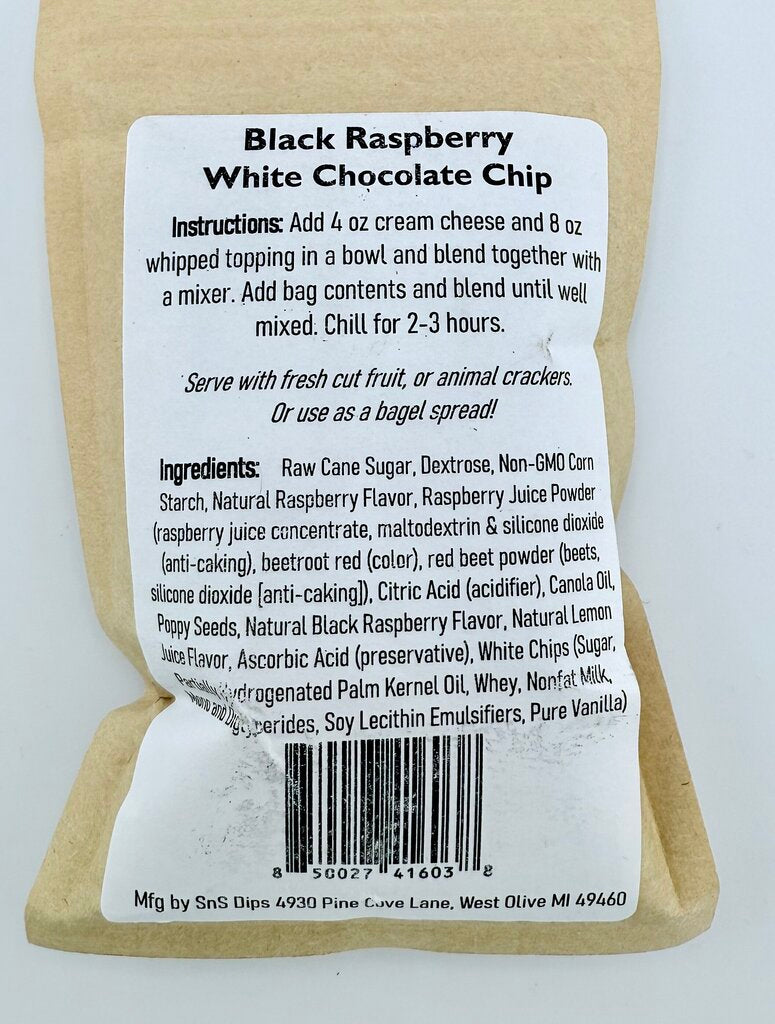 Black Raspberry
White Chocolate Chip
Instructions: Add 4 oz cream cheese and 8 oz
whipped topping in a bowl and blend together with
a mixer. Add bag contents and blend until well
mixed. Chill for 2-3 hours.
Serve with fresh cut fruit, or animal crackers.
Or use as a bagel spread!
Ingredients: Raw Cane Sugar, Dextrose, Non-GMO Corn
Starch, Natural Raspberry Flavor, Raspberry Juice Powder
(raspberry juice concentrate, maltodextrin & silicone dioxide
(anti-caking), beetroot red (color), red beet powder (beets,
silicone dioxide [anti-caking]), Citric Acid (acidifier), Canola Oil,
Poppy Seeds, Natural Black Raspberry Flavor, Natural Lemon
Juice Flavor, Ascorbic Acid (preservative), White Chips (Sugar,
Partially Hydrogenated Palm Kernel Oil, Whey, Nonfat Milk,
Mono and Diglycerides, Soy Lecithin Emulsifiers, Pure Vanilla)
8 50027 41603 8
Mfg by SnS Dips 4930 Pine Cove Lane, West Olive MI 49460